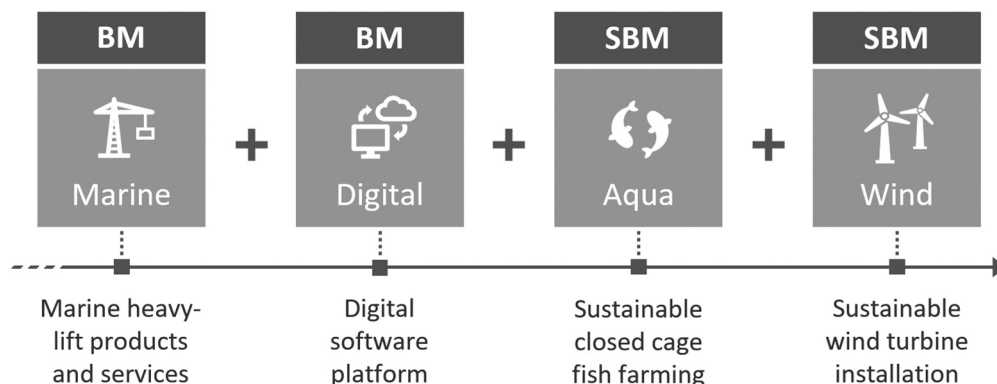 BM
BM
SBM
SBM
Marine
Digital
Aqua
Wind
Marine heavy-
lift products
and services
Digital
software
platform
Sustainable
closed cage
fish farming
Sustainable
wind turbine
installation